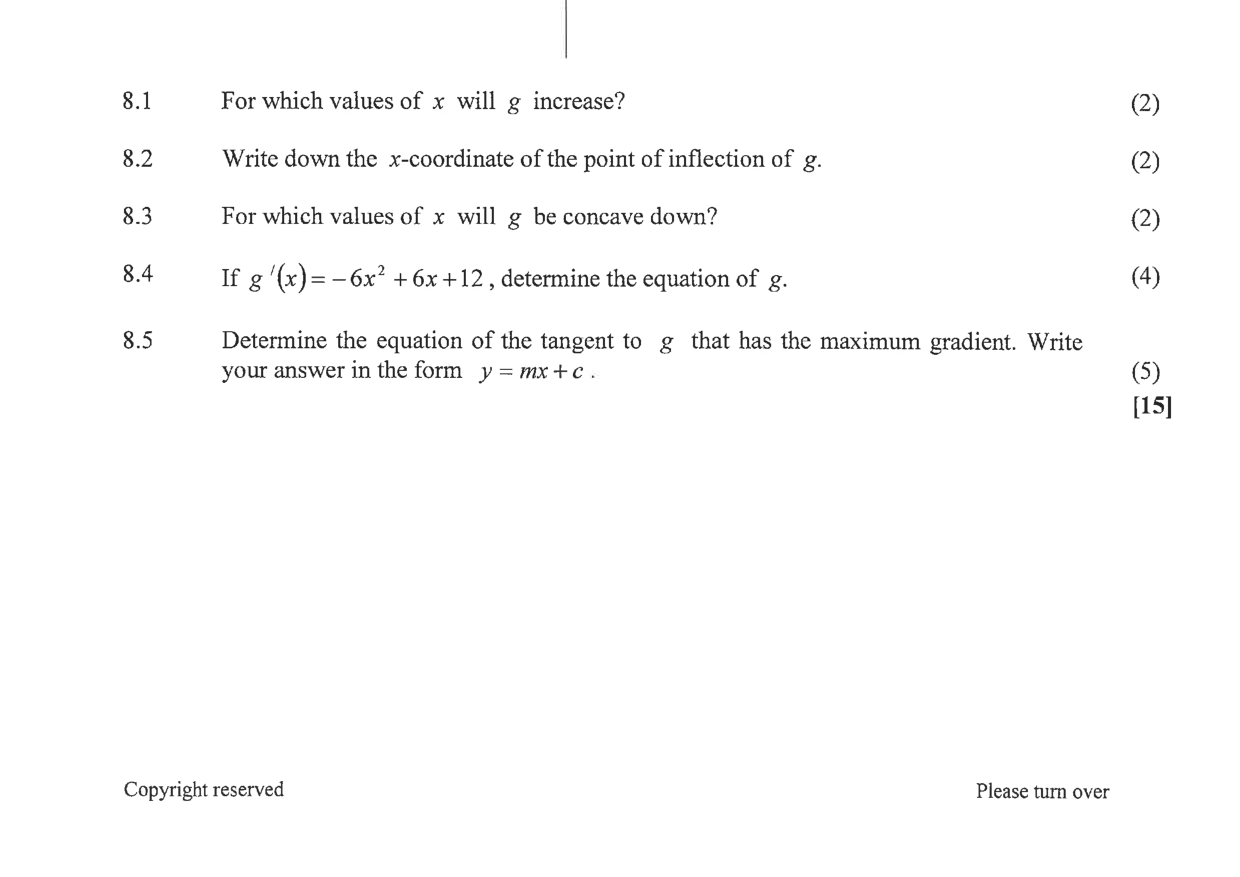 8.1 For which values of x will g increase? (2)
8.2 Write down the x-coordinate of the point of inflection of g. (2)
8.3 For which values of x will g be concave down? (2)
8.4 If g ′(x) = −6x² + 6x + 12 , determine the equation of g. (4)
8.5 Determine the equation of the tangent to g that has the maximum gradient. Write
your answer in the form y = mx + c . (5)
[15]
Copyright reserved Please turn over